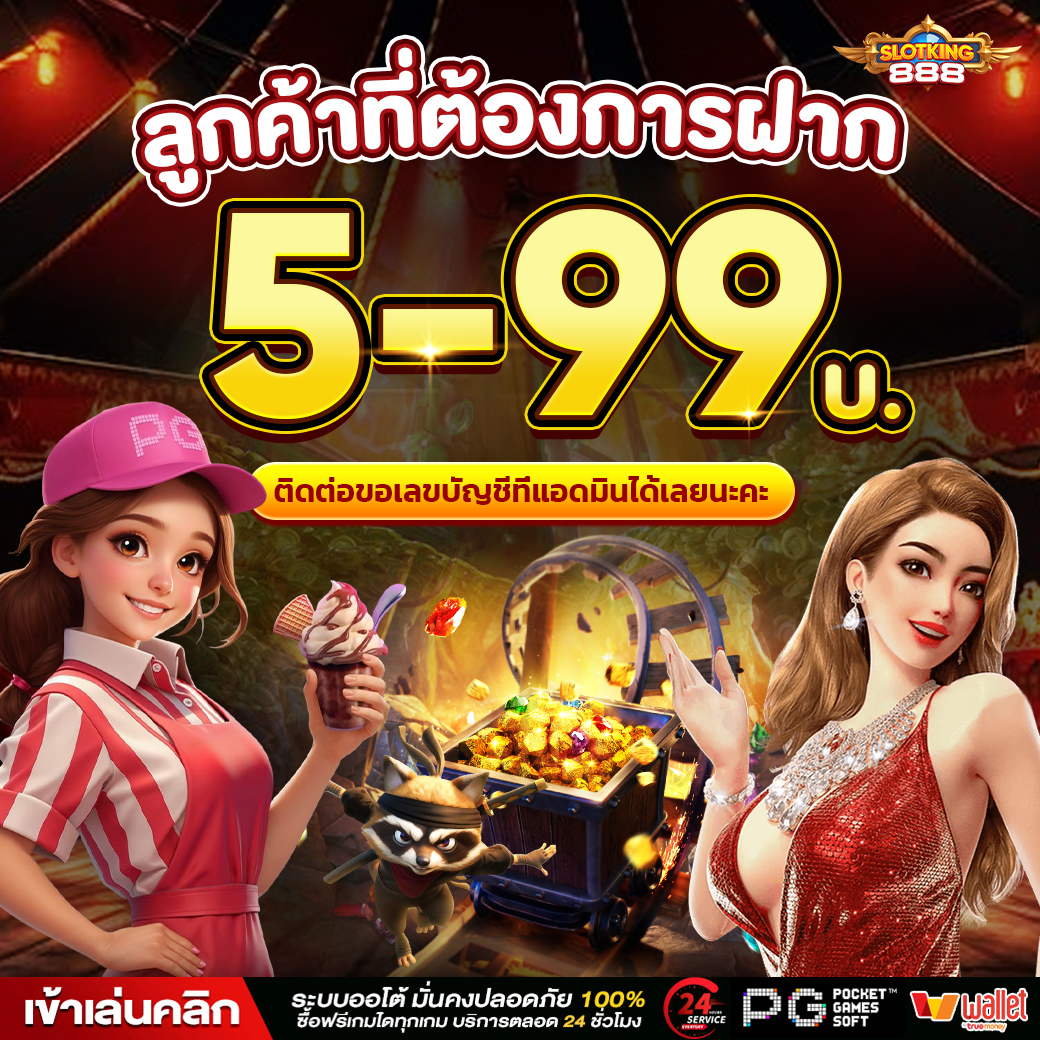 SLOTKING
888
ลูกค้าที่ต้องการฝาก
5-99 บ.
ติดต่อขอเลขบัญชีทีแอดมินได้เลยนะคะ
PG
เข้าเล่นคลิก
ระบบออโต้ มั่นคงปลอดภัย 100%
ซื้อฟรีเกมได้ทุกเกม บริการตลอด 24 ชั่วโมง
24 HOURS
SERVICE
EVERYDAY
PG POCKET™
GAMES
SOFT
wallet
by truemoney